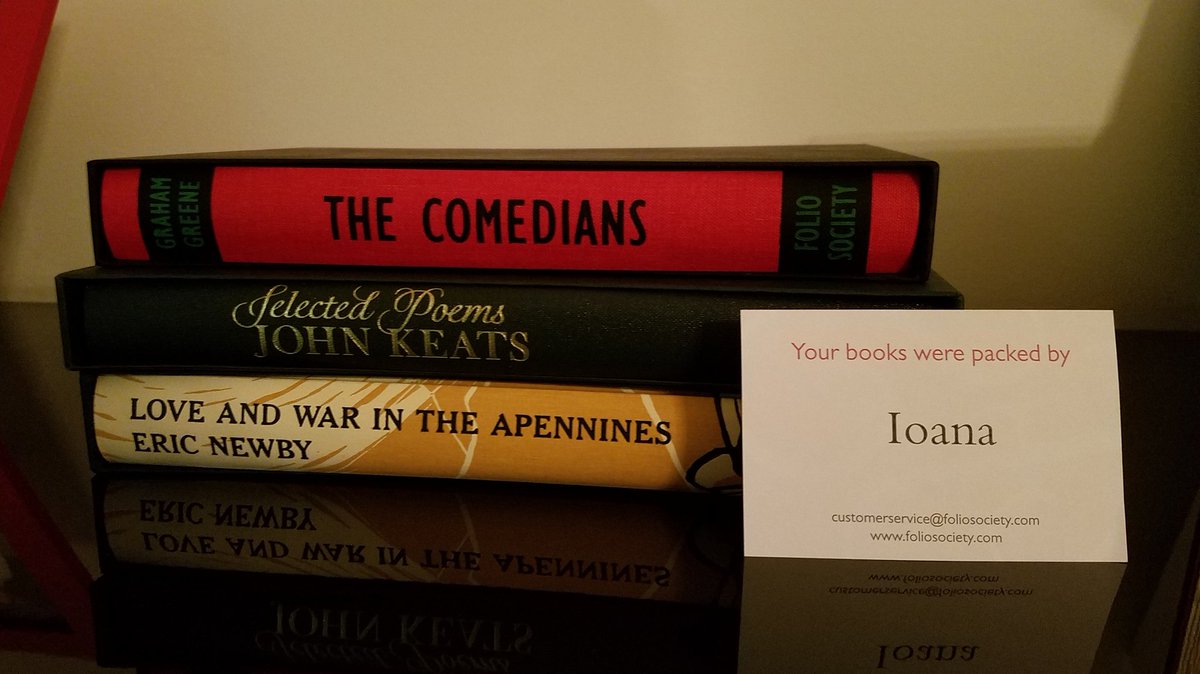 GRAHAM
GREENE
THE COMEDIANS
FOLIO
SOCIETY
Selected Poems
JOHN KEATS
LOVE AND WAR IN THE APENNINES
ERIC NEWBY
Your books were packed by
Ioana
customerservice@foliosociety.com
www.foliosociety.com